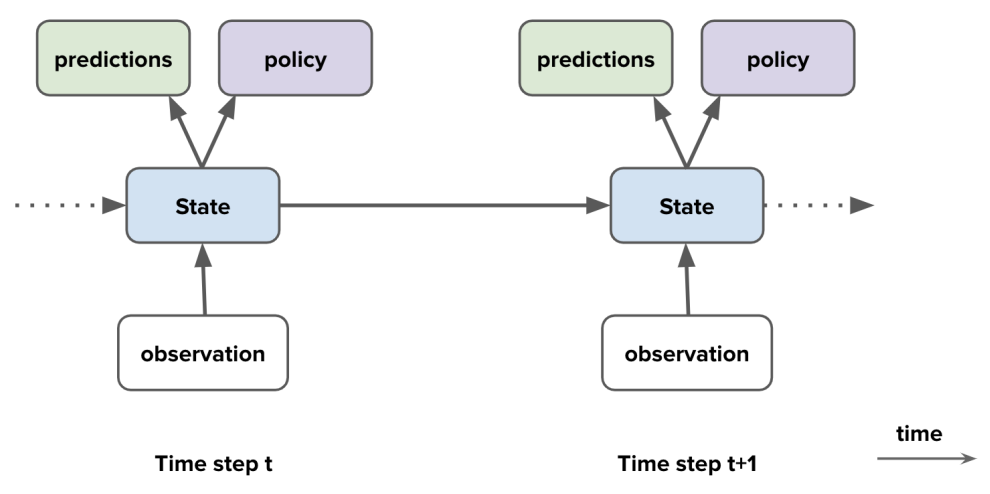 predictions
policy
predictions
policy
State
State
observation
observation
time
Time step t
Time step t+1